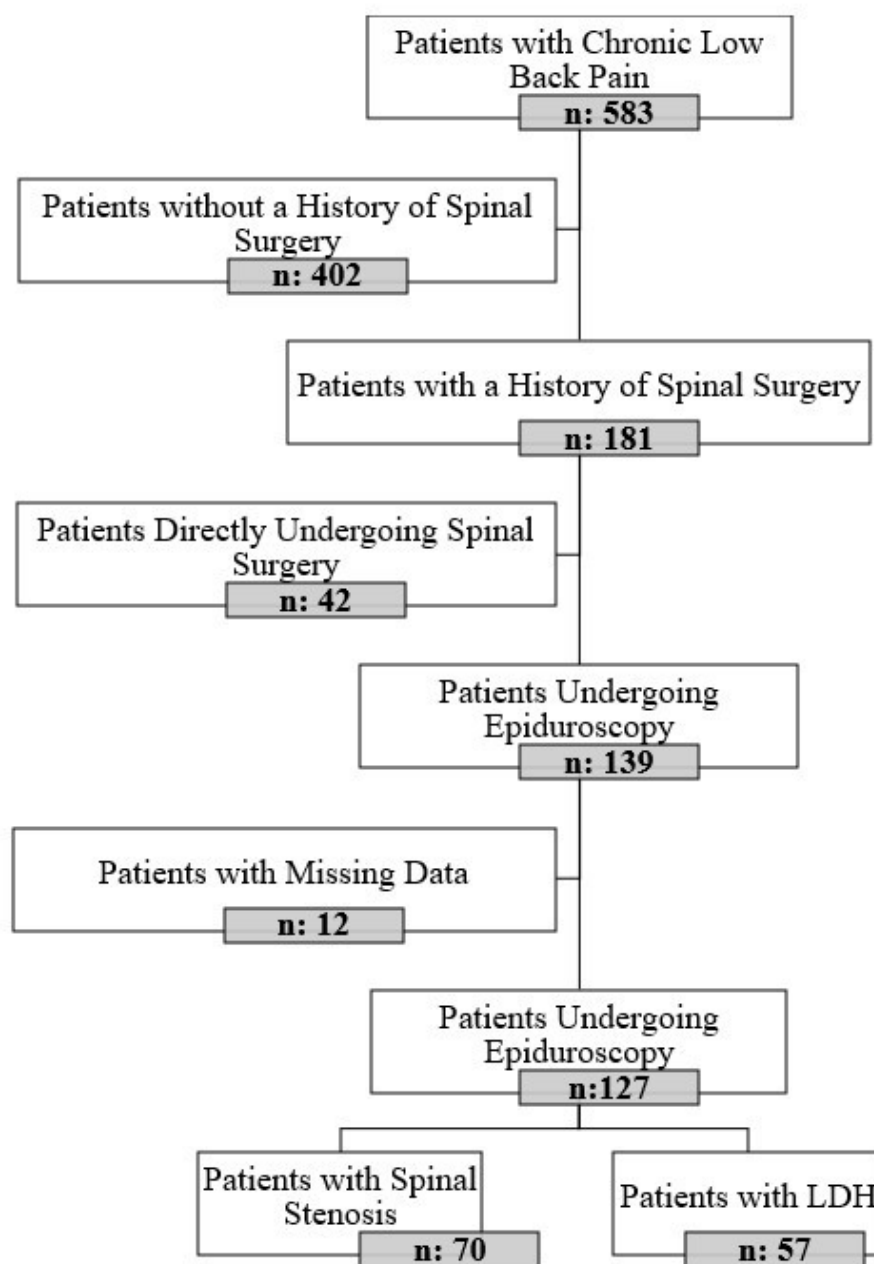 Patients with Chronic Low
Back Pain
n: 583
Patients without a History of Spinal
Surgery
n: 402
Patients with a History of Spinal Surgery
n: 181
Patients Directly Undergoing Spinal
Surgery
n: 42
Patients Undergoing
Epiduroscopy
n: 139
Patients with Missing Data
n: 12
Patients Undergoing
Epiduroscopy
n:127
Patients with Spinal
Stenosis
n: 70
Patients with LDH
n: 57